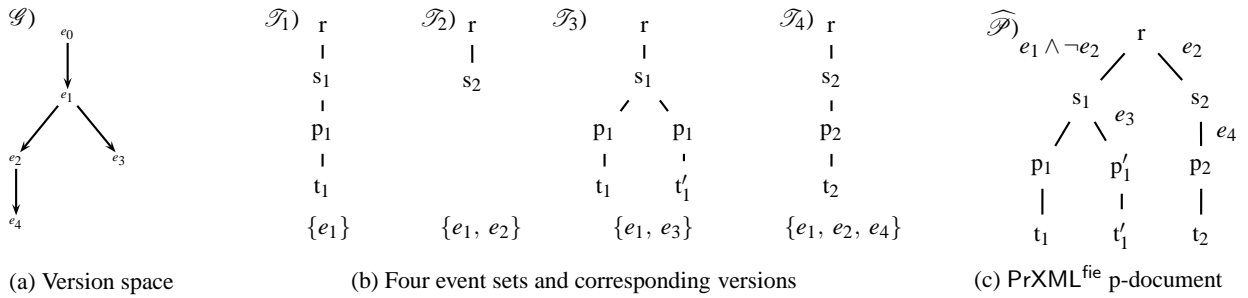 𝒢) 𝒯₁) r 𝒯₂) r 𝒯₃) r 𝒯₄) r 𝒫̂) r
e₀ e₁ ∧ ¬e₂ e₂
s₁ s₂ s₁ s₂
e₁ s₁ s₂
e₃
p₁ p₁ p₁ p₂ e₄
e₂ e₃ p₁ p′₁ p₂
t₁ t₁ t′₁ t₂
e₄ {e₁} {e₁, e₂} {e₁, e₃} {e₁, e₂, e₄} t₁ t′₁ t₂
(a) Version space (b) Four event sets and corresponding versions (c) PrXMLᶠⁱᵉ p-document